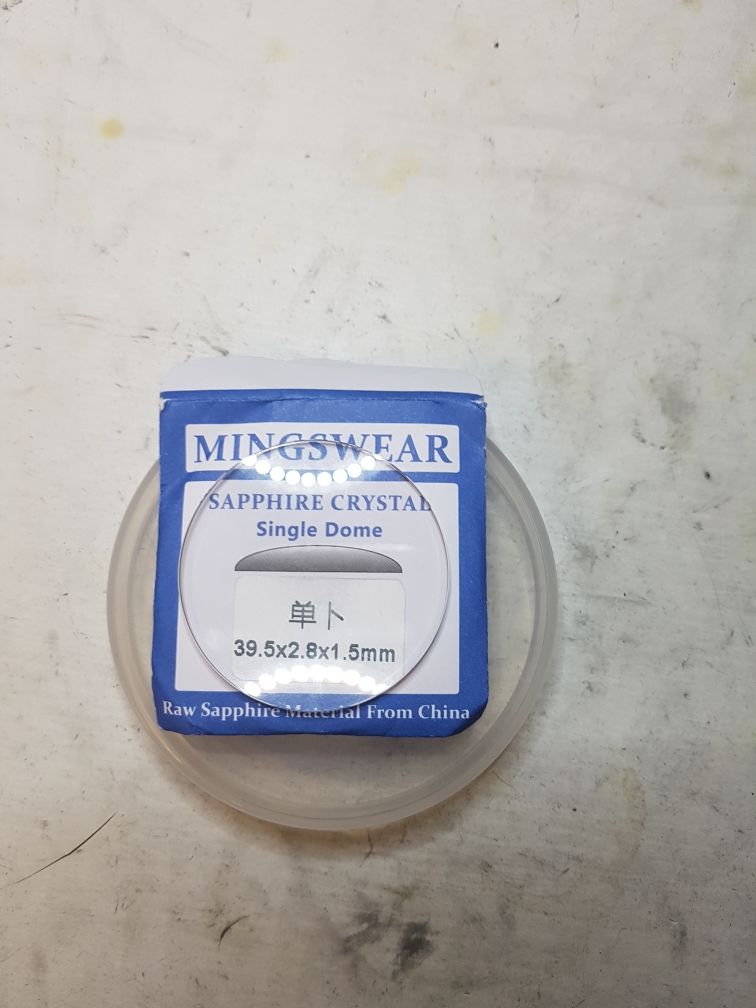 MINGSWEAR
SAPPHIRE CRYSTAL
Single Dome
单卜
39.5x2.8x1.5mm
Raw Sapphire Material From China